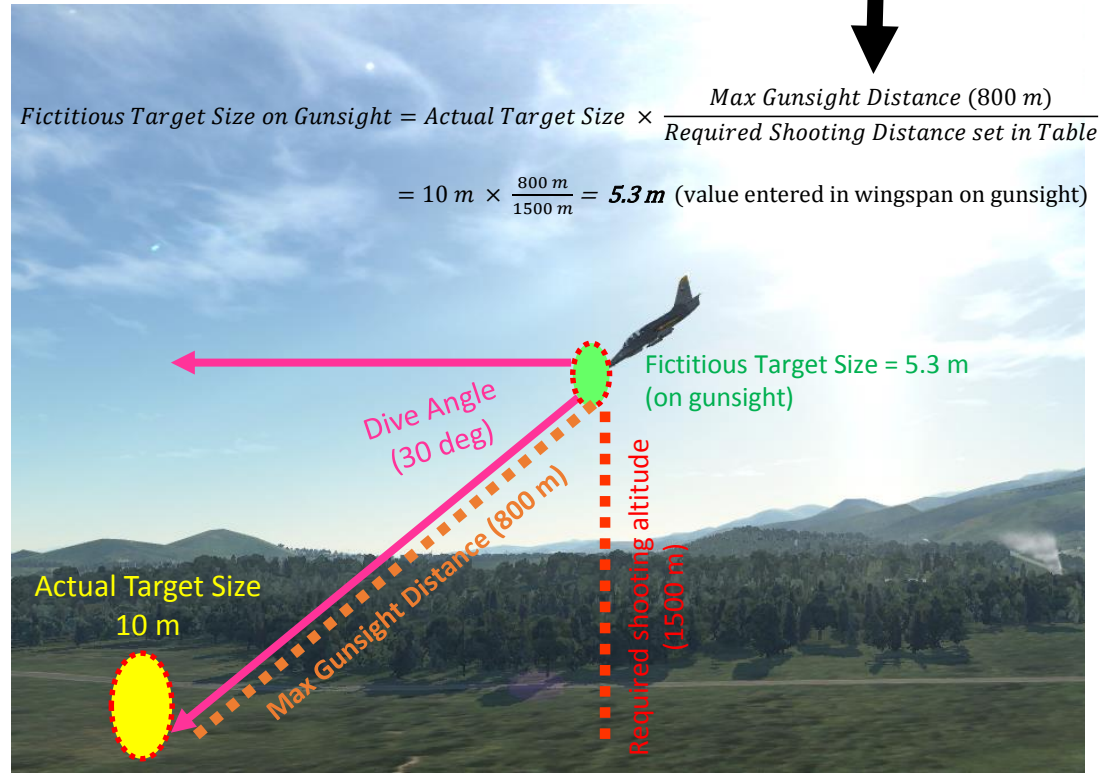 Fictitious Target Size on Gunsight = Actual Target Size × Max Gunsight Distance (800 m) / Required Shooting Distance set in Table
= 10 m × 800 m / 1500 m = 5.3 m (value entered in wingspan on gunsight)
Fictitious Target Size = 5.3 m
(on gunsight)
Dive Angle
(30 deg)
Max Gunsight Distance (800 m)
Required shooting altitude
(1500 m)
Actual Target Size
10 m